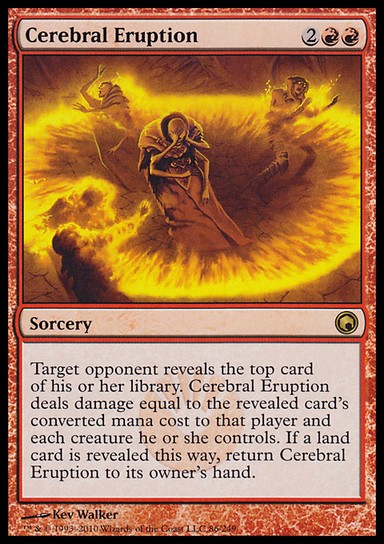 Cerebral Eruption 2
Sorcery
Target opponent reveals the top card
of his or her library. Cerebral Eruption
deals damage equal to the revealed card's
converted mana cost to that player and
each creature he or she controls. If a land
card is revealed this way, return Cerebral
Eruption to its owner's hand.
Kev Walker
™ & © 1993–2010 Wizards of the Coast LLC 86/249